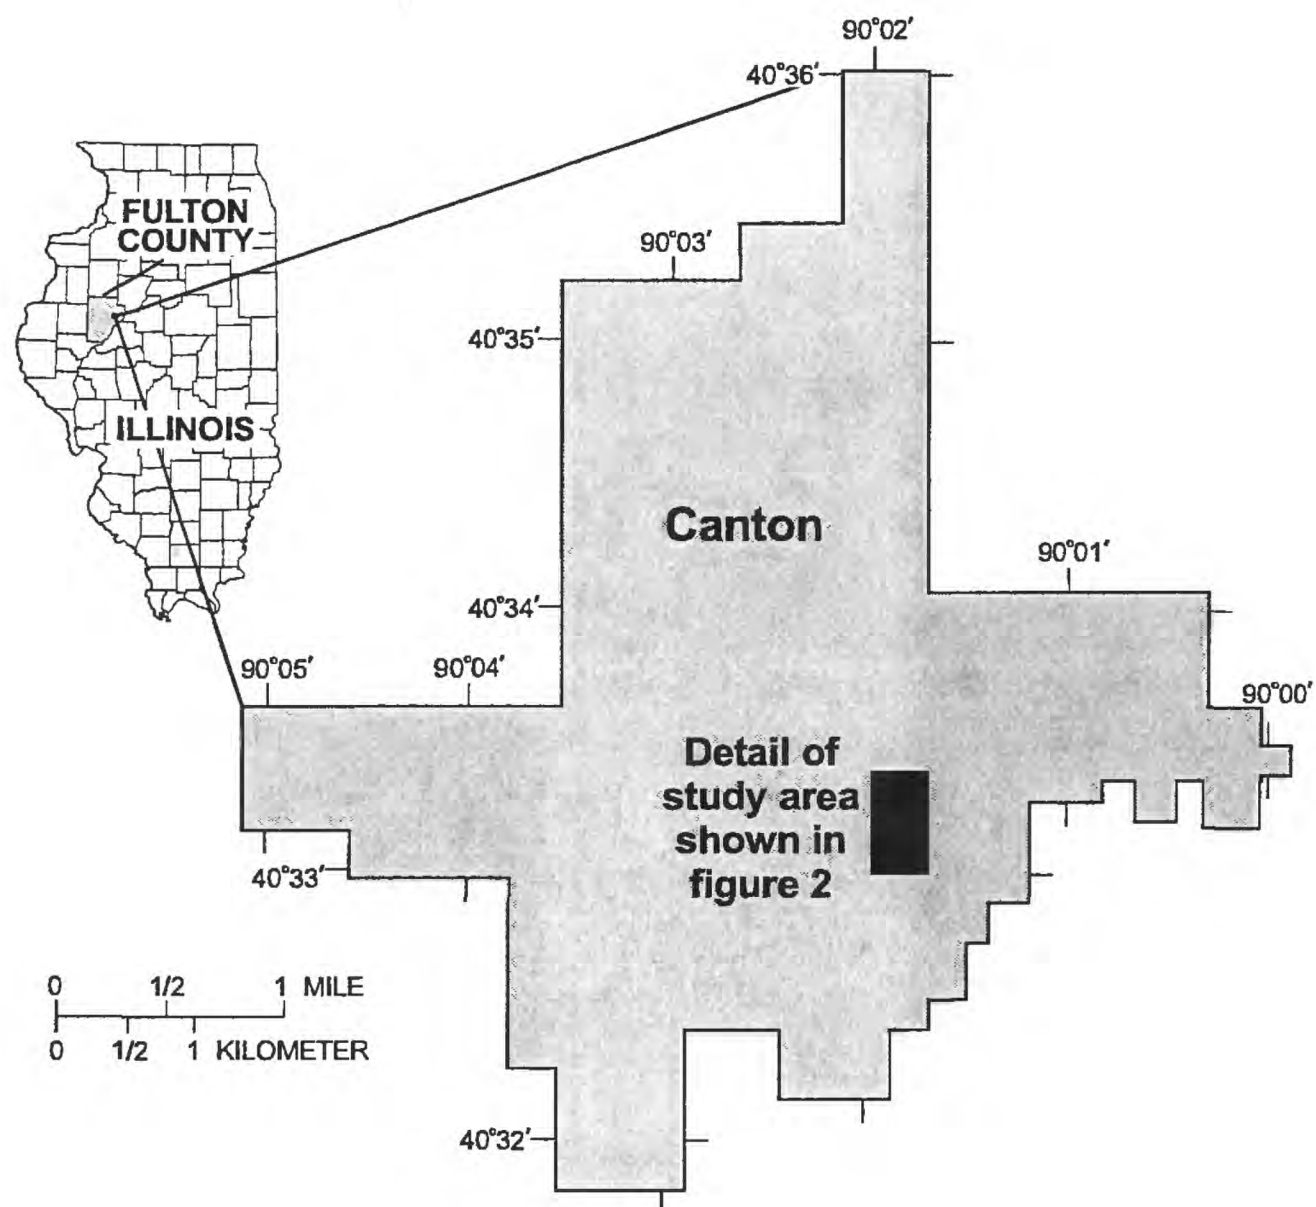 90°02′
40°36′
FULTON
COUNTY
90°03′
40°35′
ILLINOIS
Canton
90°01′
40°34′
90°05′
90°04′
90°00′
Detail of
study area
shown in
figure 2
40°33′
0 1/2 1 MILE
0 1/2 1 KILOMETER
40°32′